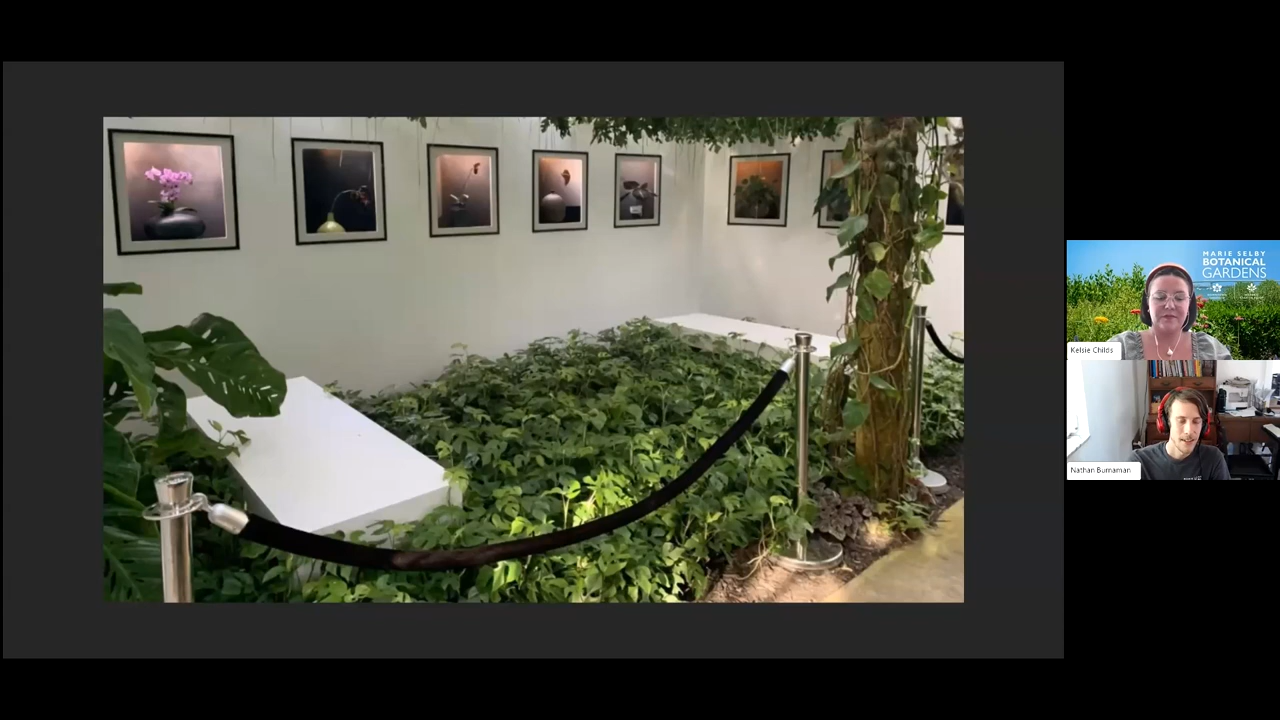 MARIE SELBY
BOTANICAL
GARDENS
Kelsie Childs
Nathan Burnaman